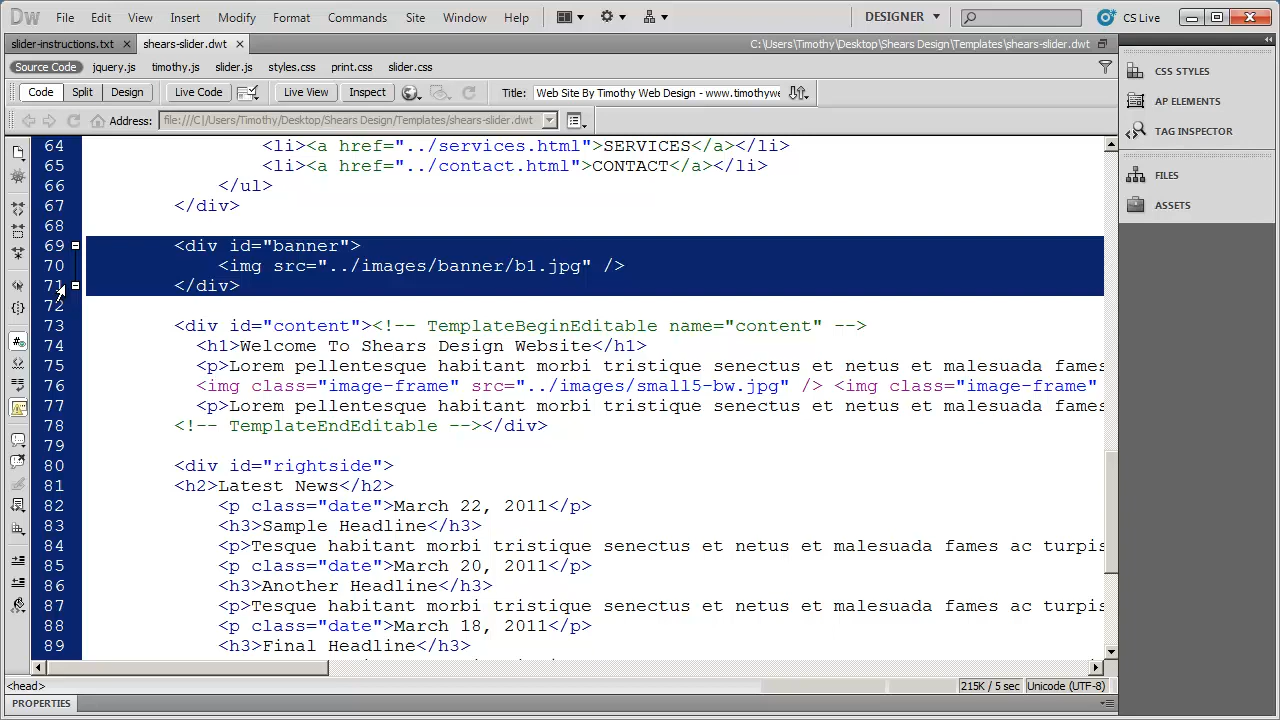 Dw File Edit View Insert Modify Format Commands Site Window Help DESIGNER CS Live
slider-instructions.txt × shears-slider.dwt × C:\Users\Timothy\Desktop\Shears Design\Templates\shears-slider.dwt
Source Code jquery.js timothy.js slider.js styles.css print.css slider.css
Code Split Design Live Code Live View Inspect Title: Web Site By Timothy Web Design - www.timothywe
Address: file:///C|/Users/Timothy/Desktop/Shears Design/Templates/shears-slider.dwt
CSS STYLES
AP ELEMENTS
TAG INSPECTOR
FILES
ASSETS
64 <li><a href="../services.html">SERVICES</a></li>
65 <li><a href="../contact.html">CONTACT</a></li>
66 </ul>
67 </div>
68
69 <div id="banner">
70 <img src="../images/banner/b1.jpg" />
71 </div>
72
73 <div id="content"><!-- TemplateBeginEditable name="content" -->
74 <h1>Welcome To Shears Design Website</h1>
75 <p>Lorem pellentesque habitant morbi tristique senectus et netus et malesuada fames
76 <img class="image-frame" src="../images/small5-bw.jpg" /> <img class="image-frame"
77 <p>Lorem pellentesque habitant morbi tristique senectus et netus et malesuada fames
78 <!-- TemplateEndEditable --></div>
79
80 <div id="rightside">
81 <h2>Latest News</h2>
82 <p class="date">March 22, 2011</p>
83 <h3>Sample Headline</h3>
84 <p>Tesque habitant morbi tristique senectus et netus et malesuada fames ac turpis
85 <p class="date">March 20, 2011</p>
86 <h3>Another Headline</h3>
87 <p>Tesque habitant morbi tristique senectus et netus et malesuada fames ac turpis
88 <p class="date">March 18, 2011</p>
89 <h3>Final Headline</h3>
<head> 215K / 5 sec Unicode (UTF-8)
PROPERTIES